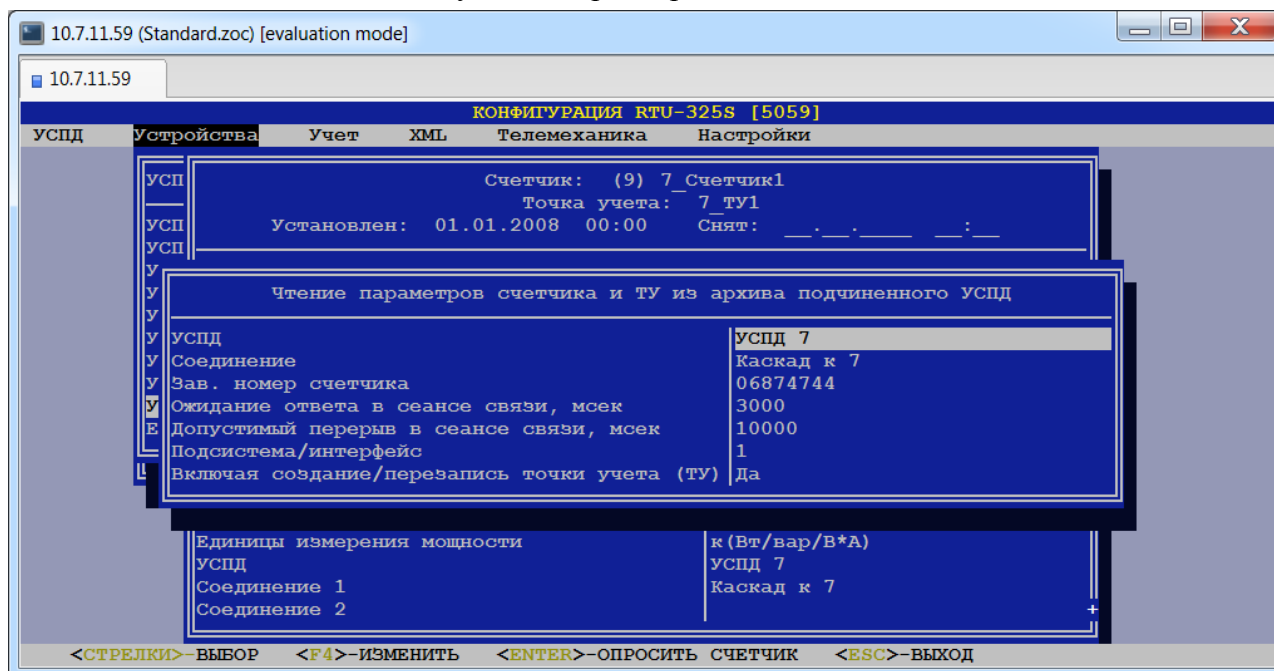 10.7.11.59 (Standard.zoc) [evaluation mode]
10.7.11.59
КОНФИГУРАЦИЯ RTU-325S [5059]
УСПД Устройства Учет XML Телемеханика Настройки
УСП Счетчик: (9) 7_Счетчик1
Точка учета: 7_ТУ1
УСП Установлен: 01.01.2008 00:00 Снят: __.__.____ __:__
УСП
У
У Чтение параметров счетчика и ТУ из архива подчиненного УСПД
У
У УСПД УСПД 7
У Соединение Каскад к 7
У Зав. номер счетчика 06874744
У Ожидание ответа в сеансе связи, мсек 3000
Е Допустимый перерыв в сеансе связи, мсек 10000
Подсистема/интерфейс 1
Включая создание/перезапись точки учета (ТУ) Да
Единицы измерения мощности к(Вт/вар/В*А)
УСПД УСПД 7
Соединение 1 Каскад к 7
Соединение 2 +
<СТРЕЛКИ>-ВЫБОР <F4>-ИЗМЕНИТЬ <ENTER>-ОПРОСИТЬ СЧЕТЧИК <ESC>-ВЫХОД